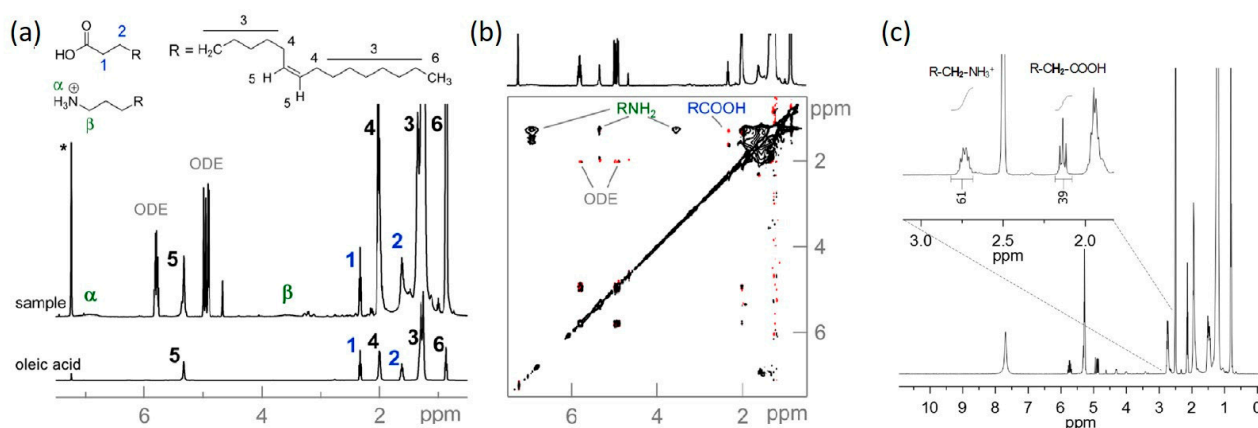 (a)
O
HO
2
R
1
R = H₂C
3
4
5 H
H
5
4
3
6
CH₃
α
H₃N
⊕
β
R
*
ODE
ODE
5
4
3
6
1
2
α
β
sample
oleic acid
5
1
4
2
3
6
6
4
2
ppm
(b)
ppm
RNH₂
RCOOH
ODE
2
4
6
6
4
2
ppm
(c)
R-CH₂-NH₃⁺
R-CH₂-COOH
61
39
3.0
2.5
2.0
ppm
10
9
8
7
6
5
4
3
2
1
0
ppm